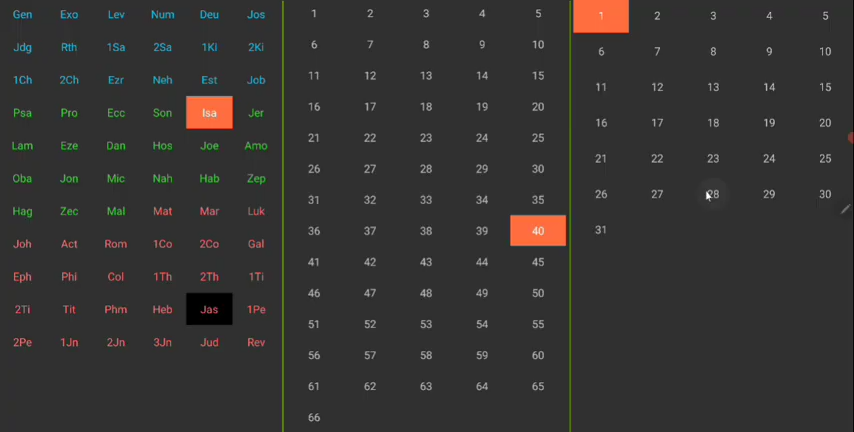 Gen Exo Lev Num Deu Jos
Jdg Rth 1Sa 2Sa 1Ki 2Ki
1Ch 2Ch Ezr Neh Est Job
Psa Pro Ecc Son Isa Jer
Lam Eze Dan Hos Joe Amo
Oba Jon Mic Nah Hab Zep
Hag Zec Mal Mat Mar Luk
Joh Act Rom 1Co 2Co Gal
Eph Phi Col 1Th 2Th 1Ti
2Ti Tit Phm Heb Jas 1Pe
2Pe 1Jn 2Jn 3Jn Jud Rev
1 2 3 4 5
6 7 8 9 10
11 12 13 14 15
16 17 18 19 20
21 22 23 24 25
26 27 28 29 30
31 32 33 34 35
36 37 38 39 40
41 42 43 44 45
46 47 48 49 50
51 52 53 54 55
56 57 58 59 60
61 62 63 64 65
66
1 2 3 4 5
6 7 8 9 10
11 12 13 14 15
16 17 18 19 20
21 22 23 24 25
26 27 28 29 30
31